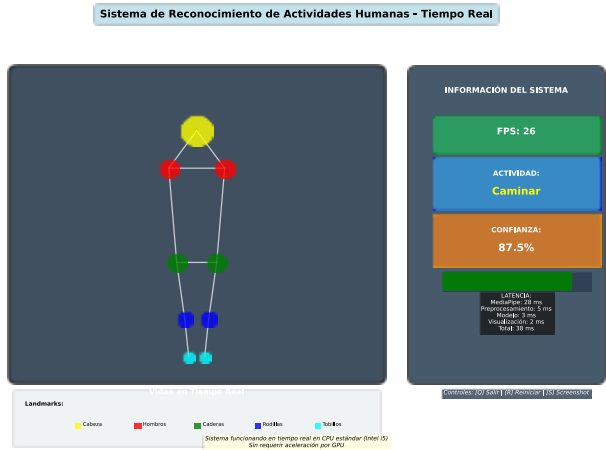 Sistema de Reconocimiento de Actividades Humanas - Tiempo Real
INFORMACIÓN DEL SISTEMA
FPS: 26
ACTIVIDAD:
Caminar
CONFIANZA:
87.5%
LATENCIA:
MediaPipe: 28 ms
Preprocesamiento: 5 ms
Modelo: 3 ms
Visualización: 2 ms
Total: 38 ms
Controles: [Q] Salir | [R] Reiniciar | [S] Screenshot
Video en Tiempo Real
Landmarks:
Cabeza
Hombros
Caderas
Rodillas
Tobillos
Sistema funcionando en tiempo real en CPU estándar (Intel i5)
Sin requerir aceleración por GPU